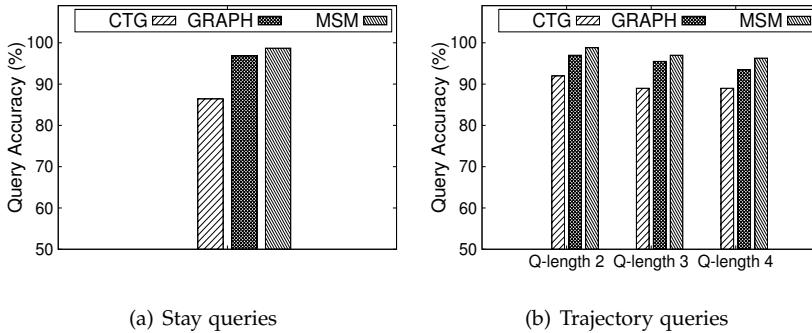 CTG GRAPH MSM
Query Accuracy (%)
100
90
80
70
60
50
(a) Stay queries
CTG GRAPH MSM
Query Accuracy (%)
100
90
80
70
60
50
Q-length 2 Q-length 3 Q-length 4
(b) Trajectory queries